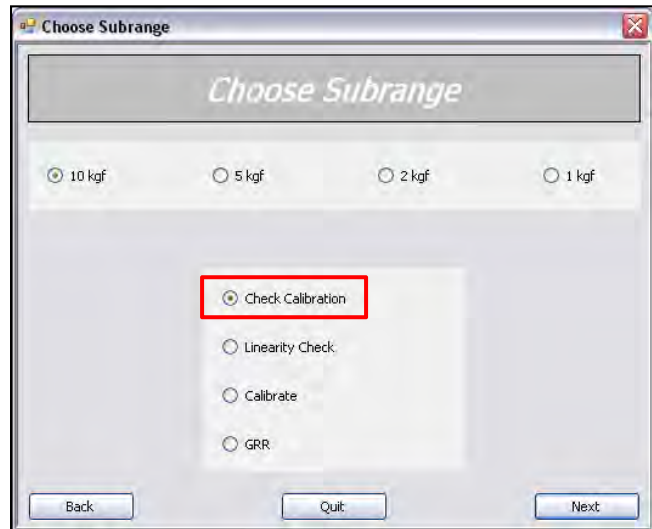 Choose Subrange
Choose Subrange
10 kgf 5 kgf 2 kgf 1 kgf
Check Calibration
Linearity Check
Calibrate
GRR
Back Quit Next